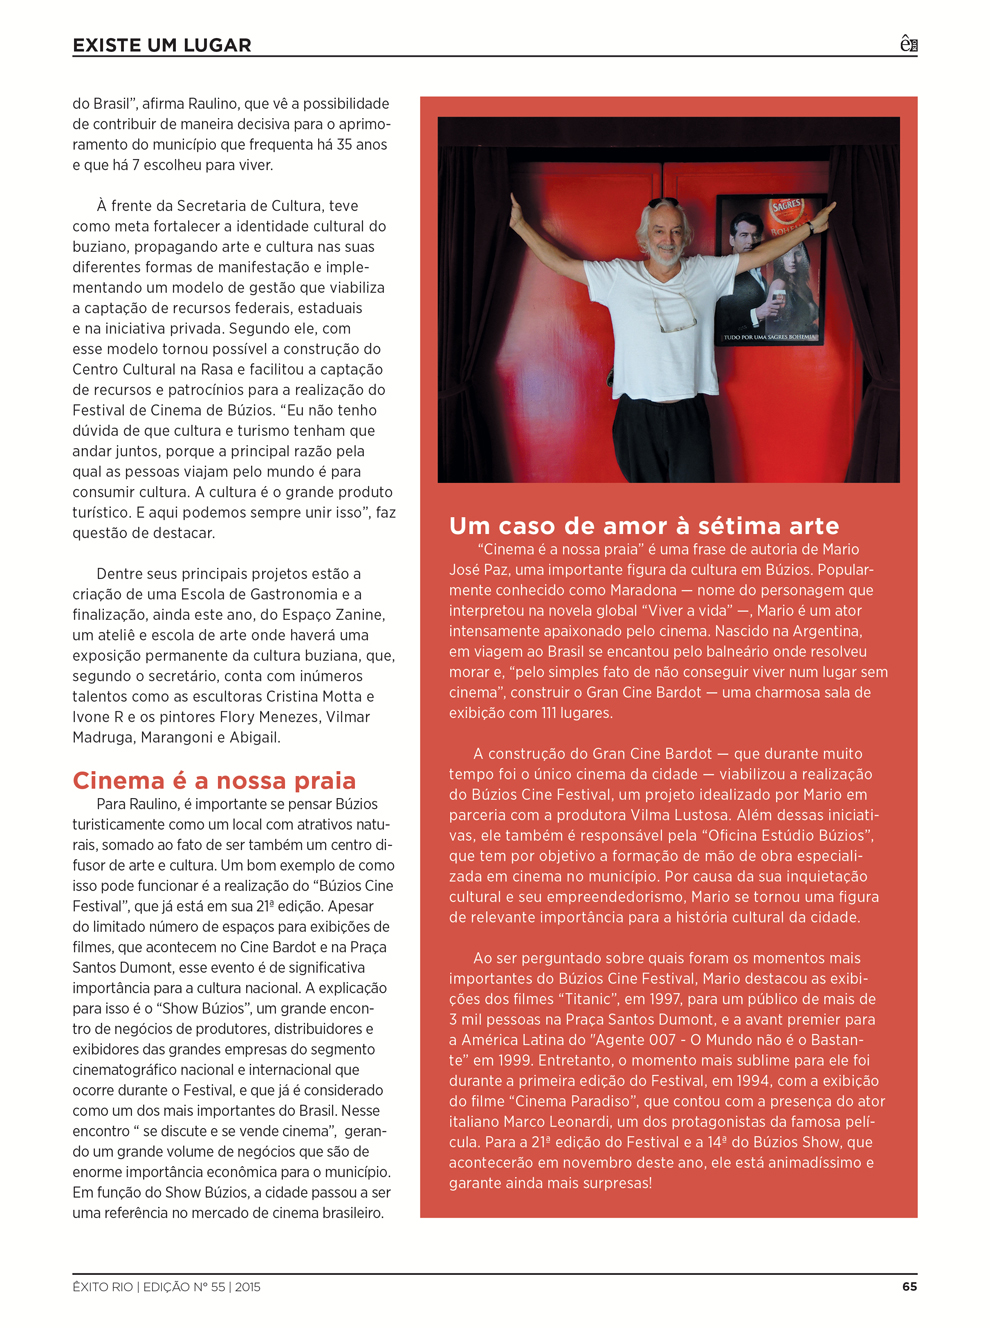 EXISTE UM LUGAR
ê
do Brasil”, afirma Raulino, que vê a possibilidade
de contribuir de maneira decisiva para o aprimo-
ramento do município que frequenta há 35 anos
e que há 7 escolheu para viver.
À frente da Secretaria de Cultura, teve
como meta fortalecer a identidade cultural do
buziano, propagando arte e cultura nas suas
diferentes formas de manifestação e imple-
mentando um modelo de gestão que viabiliza
a captação de recursos federais, estaduais
e na iniciativa privada. Segundo ele, com
esse modelo tornou possível a construção do
Centro Cultural na Rasa e facilitou a captação
de recursos e patrocínios para a realização do
Festival de Cinema de Búzios. “Eu não tenho
dúvida de que cultura e turismo tenham que
andar juntos, porque a principal razão pela
qual as pessoas viajam pelo mundo é para
consumir cultura. A cultura é o grande produto
turístico. E aqui podemos sempre unir isso”, faz
questão de destacar.
Dentre seus principais projetos estão a
criação de uma Escola de Gastronomia e a
finalização, ainda este ano, do Espaço Zanine,
um ateliê e escola de arte onde haverá uma
exposição permanente da cultura buziana, que,
segundo o secretário, conta com inúmeros
talentos como as escultoras Cristina Motta e
Ivone R e os pintores Flory Menezes, Vilmar
Madruga, Marangoni e Abigail.
Cinema é a nossa praia
Para Raulino, é importante se pensar Búzios
turisticamente como um local com atrativos natu-
rais, somado ao fato de ser também um centro di-
fusor de arte e cultura. Um bom exemplo de como
isso pode funcionar é a realização do “Búzios Cine
Festival”, que já está em sua 21ª edição. Apesar
do limitado número de espaços para exibições de
filmes, que acontecem no Cine Bardot e na Praça
Santos Dumont, esse evento é de significativa
importância para a cultura nacional. A explicação
para isso é o “Show Búzios”, um grande encon-
tro de negócios de produtores, distribuidores e
exibidores das grandes empresas do segmento
cinematográfico nacional e internacional que
ocorre durante o Festival, e que já é considerado
como um dos mais importantes do Brasil. Nesse
encontro “ se discute e se vende cinema”,  geran-
do um grande volume de negócios que são de
enorme importância econômica para o município.
Em função do Show Búzios, a cidade passou a ser
uma referência no mercado de cinema brasileiro.
SAGRES
BOHEMIA
TUDO POR UMA SAGRES BOHEMIA
Um caso de amor à sétima arte
“Cinema é a nossa praia” é uma frase de autoria de Mario
José Paz, uma importante figura da cultura em Búzios. Popular-
mente conhecido como Maradona — nome do personagem que
interpretou na novela global “Viver a vida” —, Mario é um ator
intensamente apaixonado pelo cinema. Nascido na Argentina,
em viagem ao Brasil se encantou pelo balneário onde resolveu
morar e, “pelo simples fato de não conseguir viver num lugar sem
cinema”, construir o Gran Cine Bardot — uma charmosa sala de
exibição com 111 lugares.
A construção do Gran Cine Bardot — que durante muito
tempo foi o único cinema da cidade — viabilizou a realização
do Búzios Cine Festival, um projeto idealizado por Mario em
parceria com a produtora Vilma Lustosa. Além dessas iniciati-
vas, ele também é responsável pela “Oficina Estúdio Búzios”,
que tem por objetivo a formação de mão de obra especiali-
zada em cinema no município. Por causa da sua inquietação
cultural e seu empreendedorismo, Mario se tornou uma figura
de relevante importância para a história cultural da cidade.
Ao ser perguntado sobre quais foram os momentos mais
importantes do Búzios Cine Festival, Mario destacou as exibi-
ções dos filmes “Titanic”, em 1997, para um público de mais de
3 mil pessoas na Praça Santos Dumont, e a avant premier para
a América Latina do "Agente 007 - O Mundo não é o Bastan-
te” em 1999. Entretanto, o momento mais sublime para ele foi
durante a primeira edição do Festival, em 1994, com a exibição
do filme “Cinema Paradiso”, que contou com a presença do ator
italiano Marco Leonardi, um dos protagonistas da famosa pelí-
cula. Para a 21ª edição do Festival e a 14ª do Búzios Show, que
acontecerão em novembro deste ano, ele está animadíssimo e
garante ainda mais surpresas!
ÊXITO RIO | EDIÇÃO Nº 55 | 2015
65